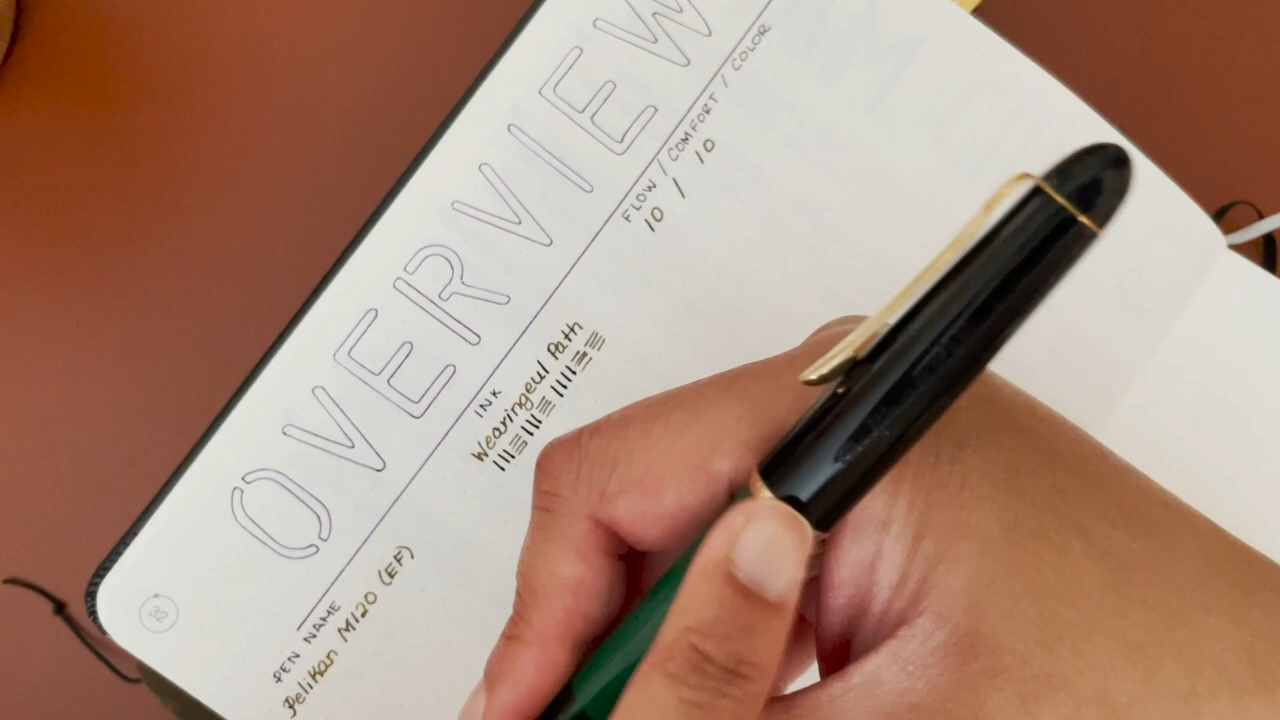 OVERVIEW
PEN NAME
INK
FLOW / COMFORT / COLOR
Pelikan M120 (EF)
Wearingeul Path
10 / 10
32